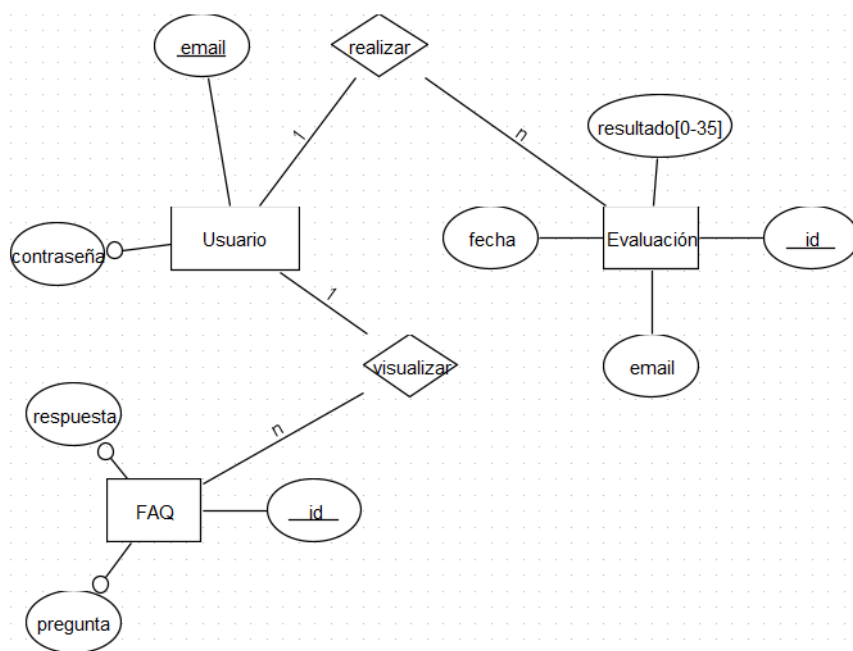 email
realizar
1
n
resultado[0-35]
contraseña
Usuario
fecha
Evaluación
id
1
visualizar
email
respuesta
n
FAQ
id
pregunta